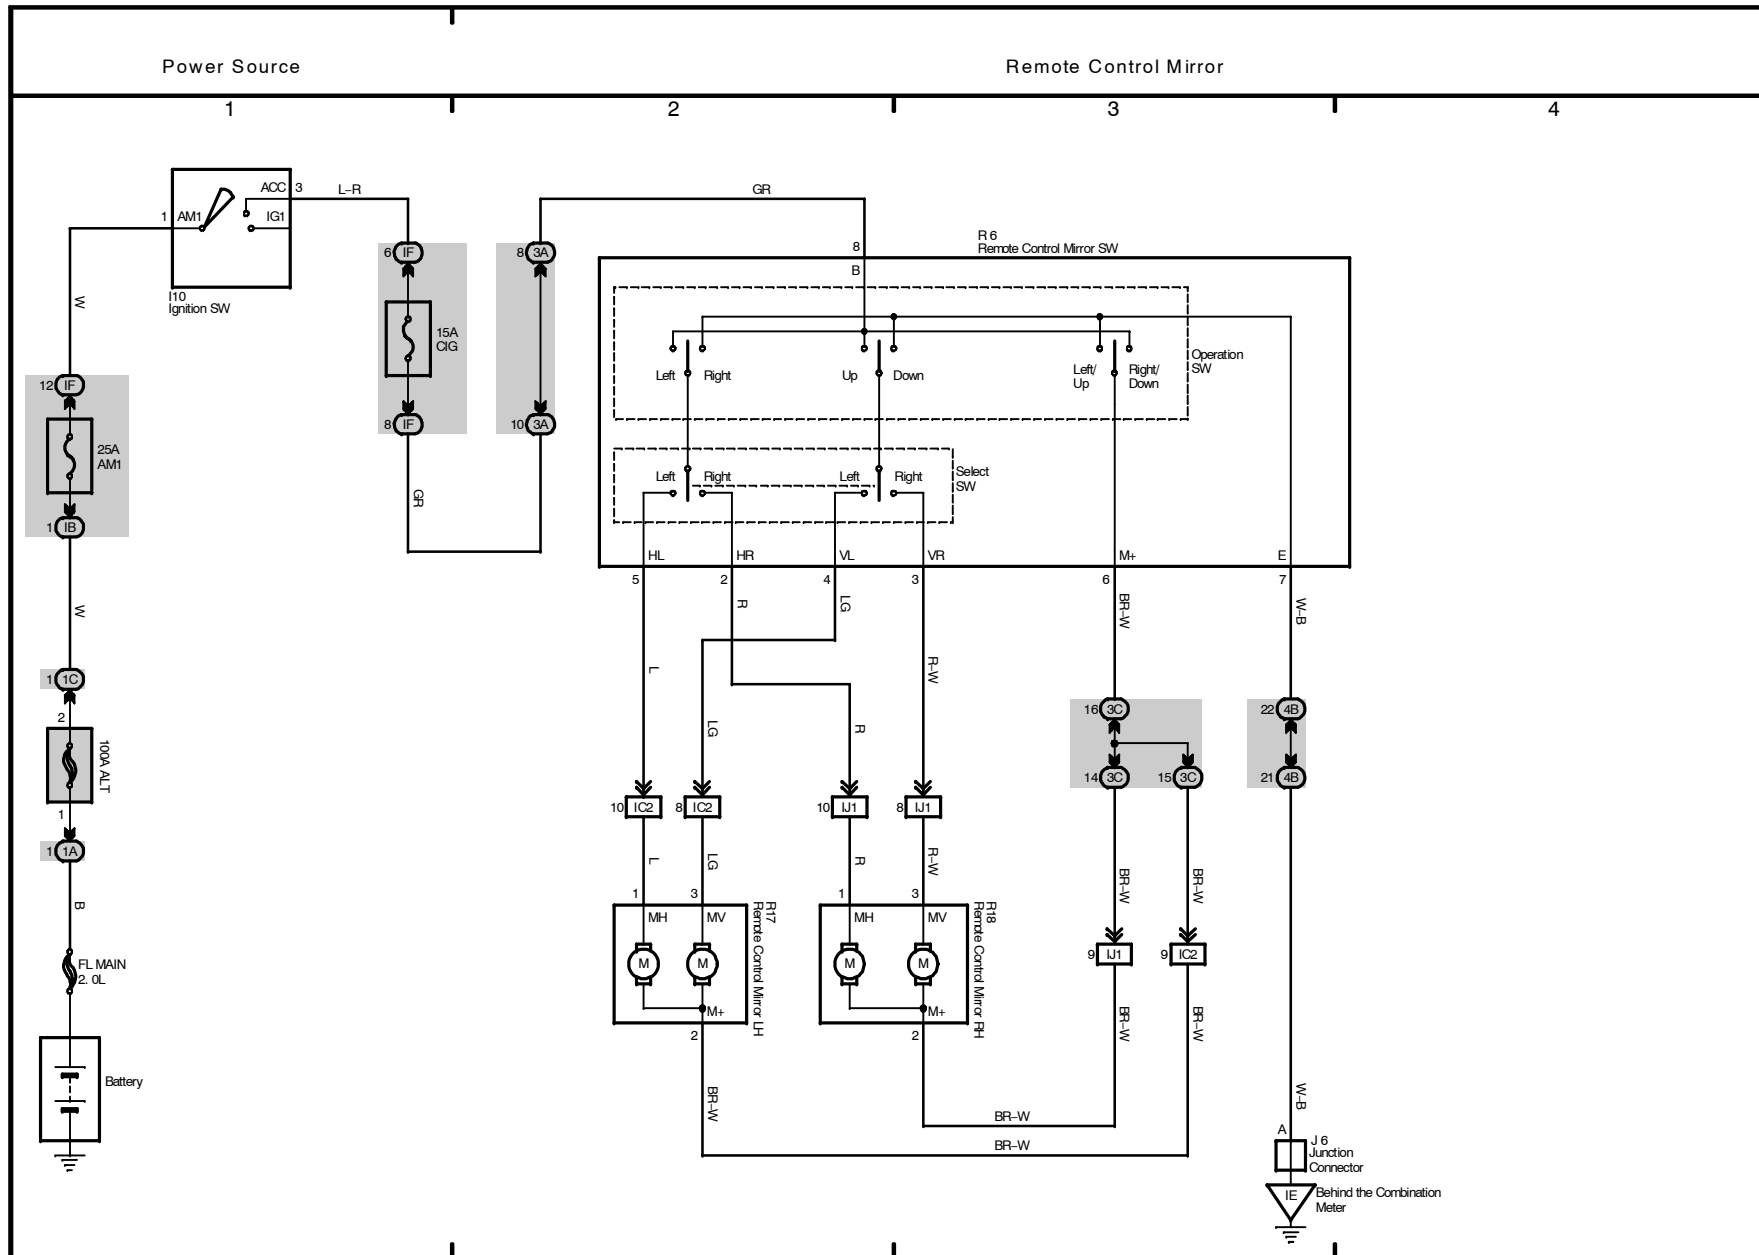 Power Source
Remote Control Mirror
1
2
3
4
ACC
3
L–R
1
AM1
IG1
I10
Ignition SW
W
12
IF
25A
AM1
1
IB
W
1
1C
2
100A ALT
1
1
1A
B
FL MAIN
2. 0L
Battery
6
IF
15A
CIG
8
IF
GR
8
3A
10
3A
GR
8
B
R 6
Remote Control Mirror SW
Left
Right
Up
Down
Left/
Up
Right/
Down
Operation
SW
Left
Right
Left
Right
Select
SW
HL
HR
VL
VR
M+
E
5
2
4
3
6
7
R
LG
BR–W
W–B
L
R–W
LG
R
16
3C
22
4B
14
3C
15
3C
21
4B
10
IC2
8
IC2
10
IJ1
8
IJ1
L
LG
R
R–W
BR–W
BR–W
1
3
1
3
MH
MV
R17
Remote Control Mirror LH
MH
MV
R18
Remote Control Mirror RH
M
M
M
M
9
IJ1
9
IC2
M+
M+
2
2
BR–W
BR–W
BR–W
W–B
BR–W
BR–W
A
J 6
Junction
Connector
IE
Behind the Combination
Meter